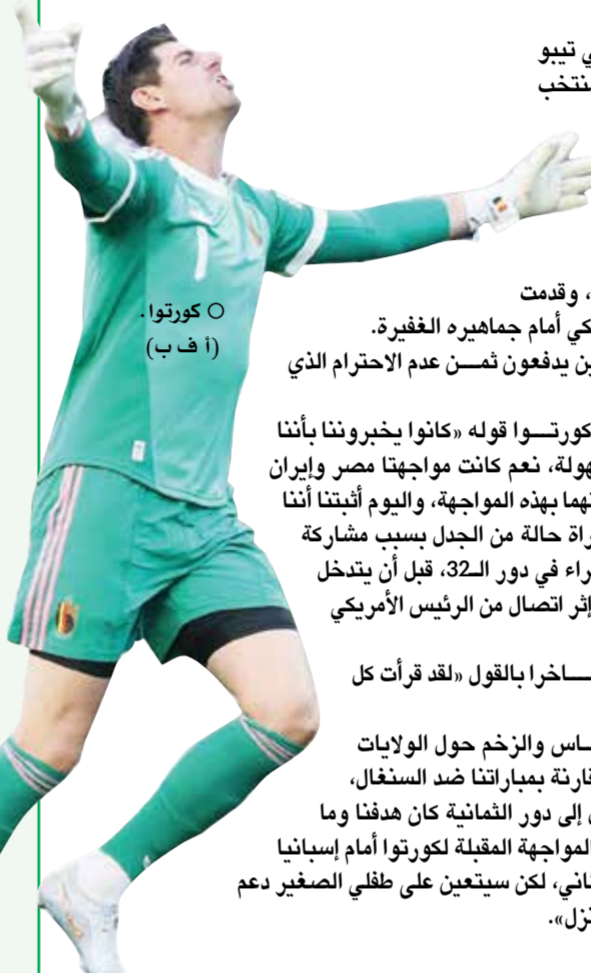 ي تيبو
منتخب
، وقدمت
كي أمام جماهيره الغفيرة.
ين يدفعون ثمـــن عدم الاحترام الذي
كورتـــوا قوله «كانوا يخبروننا بأننا
هولة، نعم كانت مواجهتا مصر وإيران
تهما بهذه المواجهة، واليوم أثبتنا أننا
راة حالة من الجدل بسبب مشاركة
راء في دور الـ32، قبل أن يتدخل
إثر اتصال من الرئيس الأمريكي
ـــاخرا بالقول «لقد قرأت كل
ـاس والزخم حول الولايات
قارنة بمباراتنا ضد السنغال،
ل إلى دور الثمانية كان هدفنا وما
المواجهة المقبلة لكورتوا أمام إسبانيا
ثاني، لكن سيتعين على طفلي الصغير دعم
نزل».
○ كورتوا.
(أ ف ب)
1